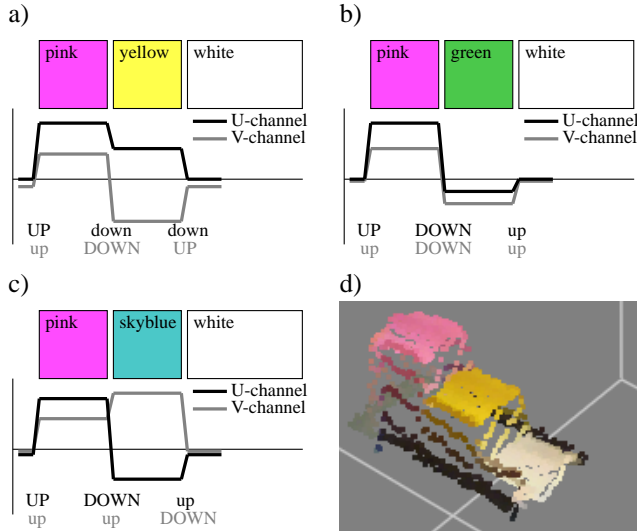 a)
pink yellow white
U-channel
V-channel
UP down down
up DOWN UP
b)
pink green white
U-channel
V-channel
UP DOWN up
up DOWN up
c)
pink skyblue white
U-channel
V-channel
UP DOWN up
up up DOWN
d)